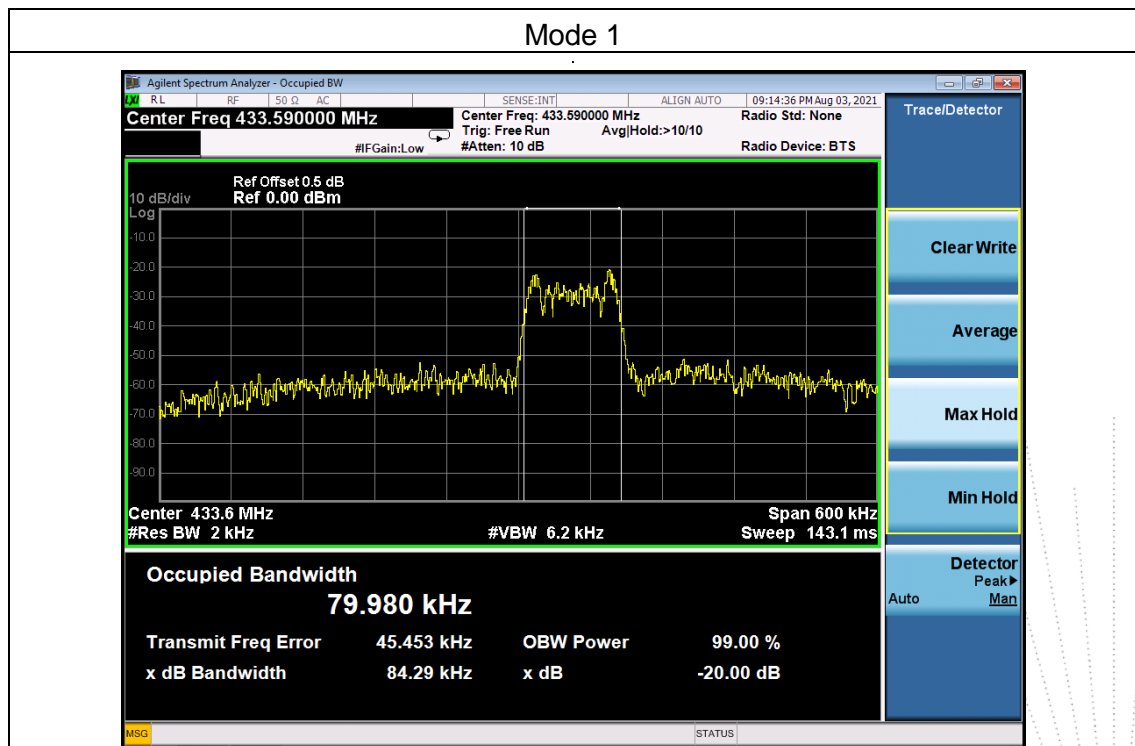 Mode 1
Agilent Spectrum Analyzer - Occupied BW
LXI RL RF 50 Ω AC SENSE:INT ALIGN AUTO 09:14:36 PM Aug 03, 2021
Center Freq 433.590000 MHz
Center Freq: 433.590000 MHz
Radio Std: None
Trig: Free Run Avg|Hold:>10/10
#IFGain:Low #Atten: 10 dB Radio Device: BTS
Trace/Detector
Ref Offset 0.5 dB
10 dB/div Ref 0.00 dBm
Log
-10.0
-20.0
-30.0
-40.0
-50.0
-60.0
-70.0
-80.0
-90.0
Center 433.6 MHz Span 600 kHz
#Res BW 2 kHz #VBW 6.2 kHz Sweep 143.1 ms
Clear Write
Average
Max Hold
Min Hold
Detector
Peak▶
Auto Man
Occupied Bandwidth
79.980 kHz
Transmit Freq Error 45.453 kHz OBW Power 99.00 %
x dB Bandwidth 84.29 kHz x dB -20.00 dB
MSG STATUS